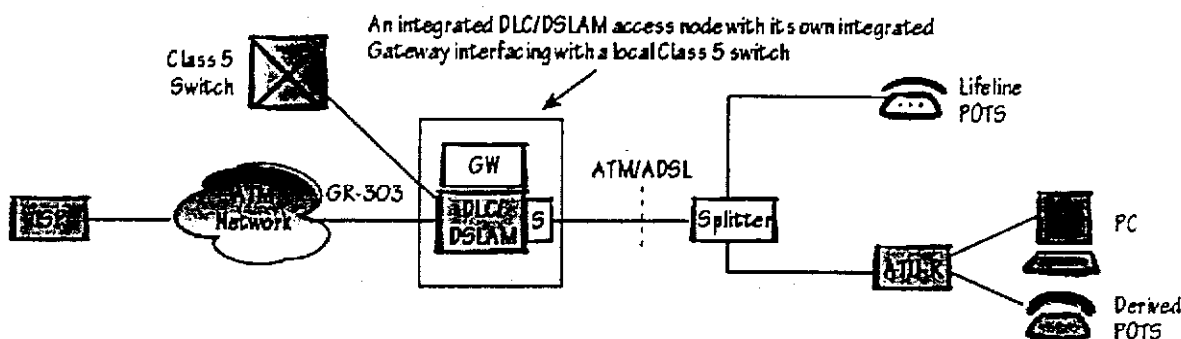 An integrated DLC/DSLAM access node with its own integrated
Gateway interfacing with a local Class 5 switch
Class 5
Switch
Lifeline
POTS
GW
ATM/ADSL
GR-303
ISP
ATM
Network
DLC/
DSLAM
S
Splitter
PC
Derived
POTS